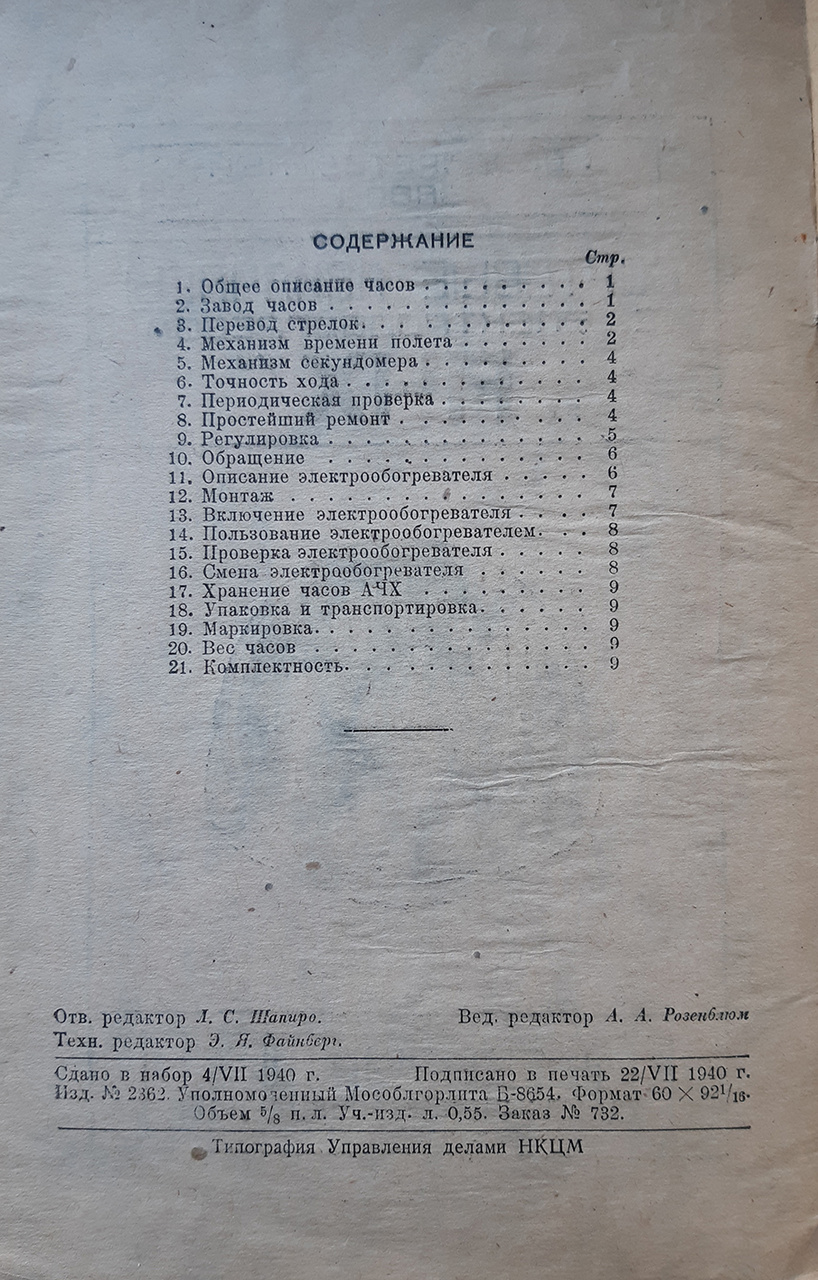 СОДЕРЖАНИЕ
Стр.
1. Общее описание часов . . . . . . . . . 1
2. Завод часов . . . . . . . . . . . . . . 1
3. Перевод стрелок. . . . . . . . . . . . 2
4. Механизм времени полета . . . . . . . 2
5. Механизм секундомера . . . . . . . . . 4
6. Точность хода . . . . . . . . . . . . . 4
7. Периодическая проверка . . . . . . . . 4
8. Простейший ремонт . . . . . . . . . . 4
9. Регулировка . . . . . . . . . . . . . . 5
10. Обращение . . . . . . . . . . . . . . 6
11. Описание электрообогревателя . . . . . 6
12. Монтаж . . . . . . . . . . . . . . . . 7
13. Включение электрообогревателя . . . . 7
14. Пользование электрообогревателем. . . 8
15. Проверка электрообогревателя . . . . . 8
16. Смена электрообогревателя . . . . . . 8
17. Хранение часов АЧХ . . . . . . . . . 9
18. Упаковка и транспортировка. . . . . . 9
19. Маркировка. . . . . . . . . . . . . . . 9
20. Вес часов . . . . . . . . . . . . . . . 9
21. Комплектность. . . . . . . . . . . . . 9
Отв. редактор Л. С. Шапиро. Вед. редактор А. А. Розенблюм
Техн. редактор Э. Я. Файнберг.
Сдано в набор 4/VII 1940 г. Подписано в печать 22/VII 1940 г.
Изд. № 2362. Уполномоченный Мособлгорлита Б-8654. Формат 60 × 92¹/₁₆.
Объем ⁵/₈ п. л. Уч.-изд. л. 0,55. Заказ № 732.
Типография Управления делами НКЦМ